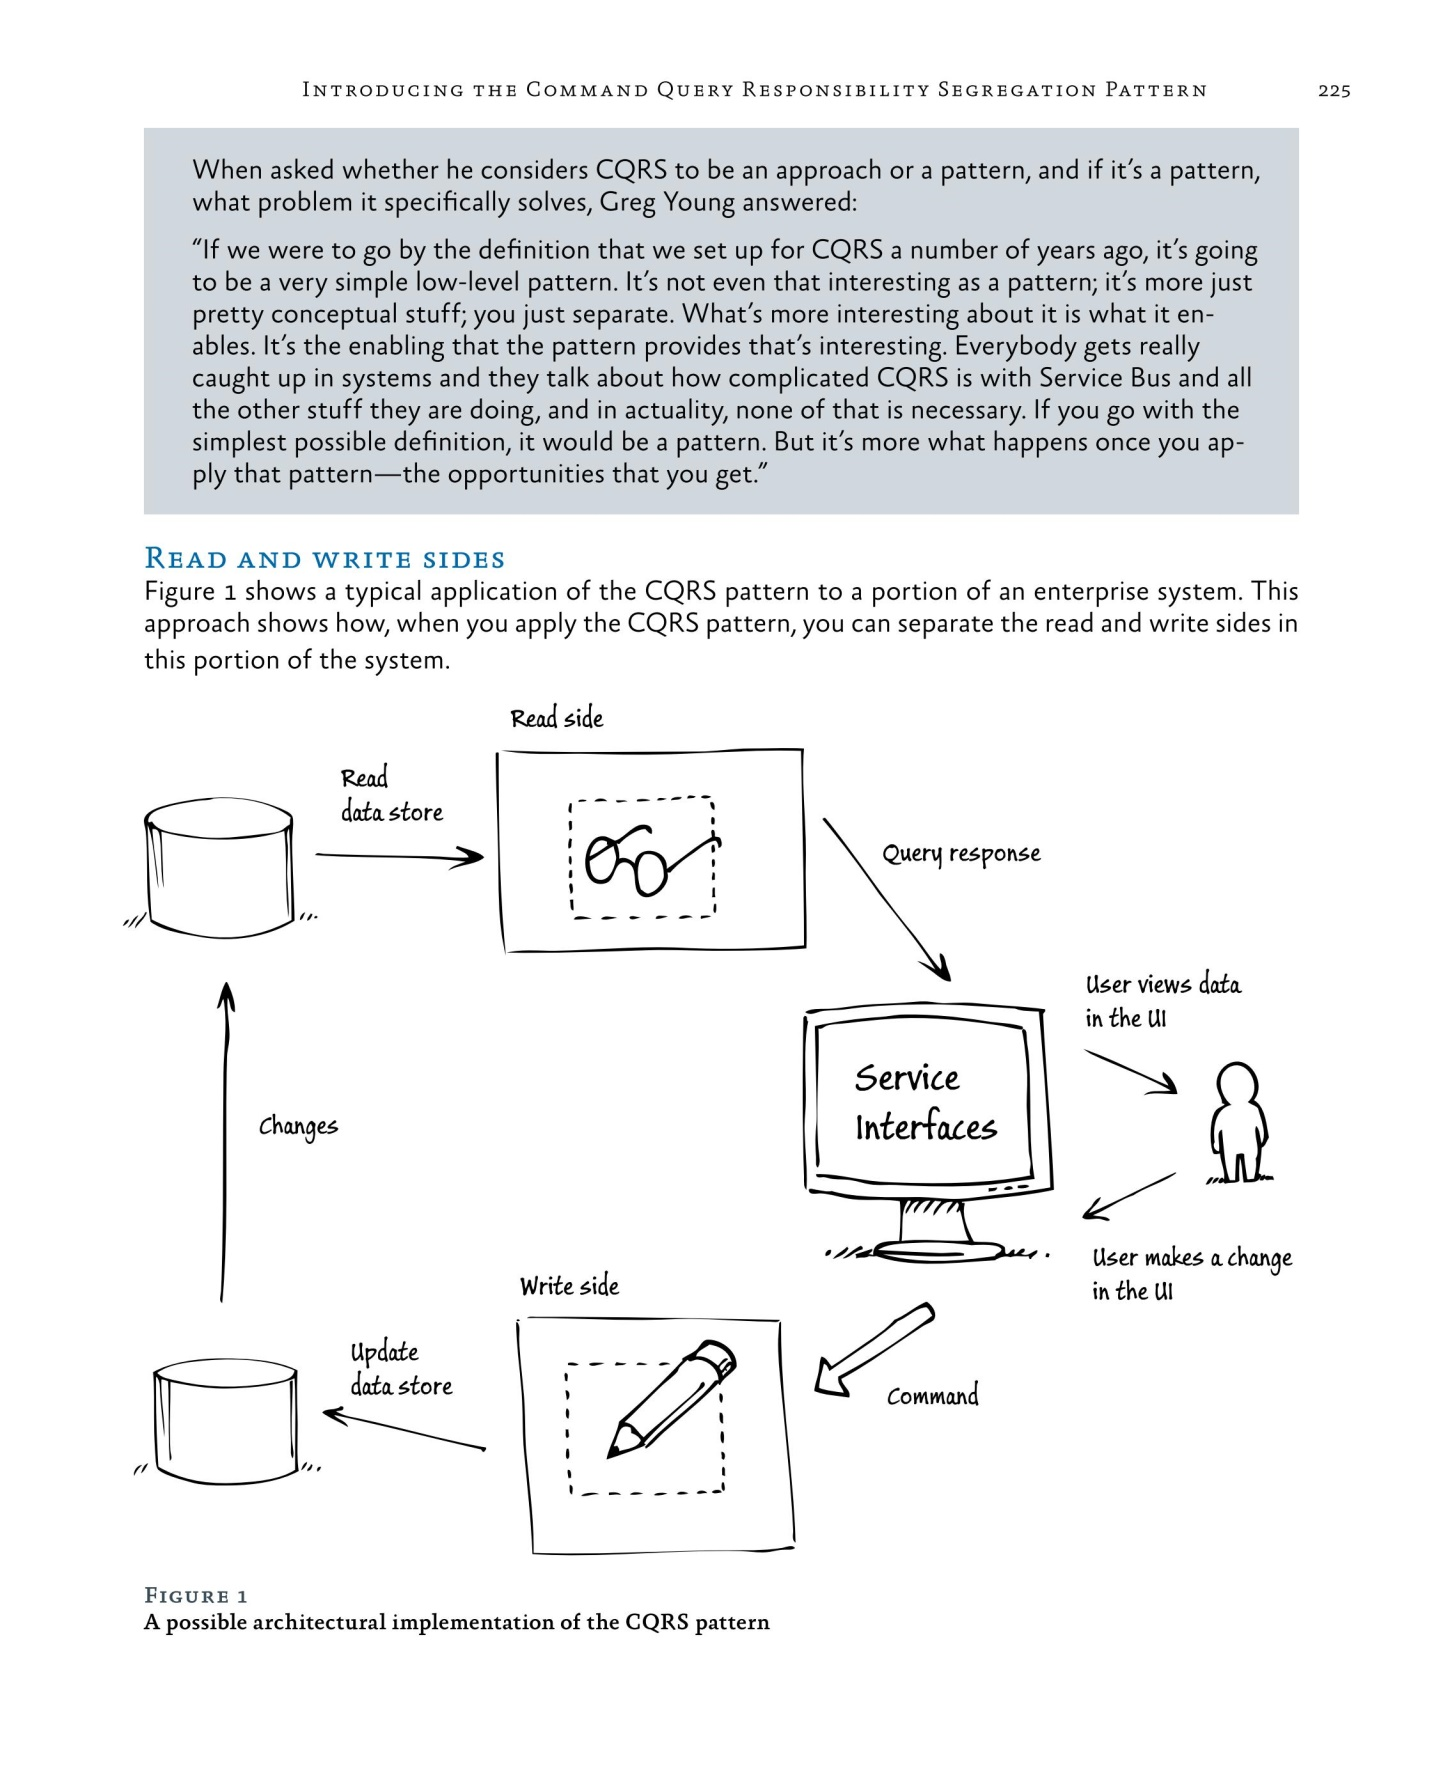 Introducing the Command Query Responsibility Segregation Pattern 225
When asked whether he considers CQRS to be an approach or a pattern, and if it’s a pattern,
what problem it specifically solves, Greg Young answered:
“If we were to go by the definition that we set up for CQRS a number of years ago, it’s going
to be a very simple low-level pattern. It’s not even that interesting as a pattern; it’s more just
pretty conceptual stuff; you just separate. What’s more interesting about it is what it en-
ables. It’s the enabling that the pattern provides that’s interesting. Everybody gets really
caught up in systems and they talk about how complicated CQRS is with Service Bus and all
the other stuff they are doing, and in actuality, none of that is necessary. If you go with the
simplest possible definition, it would be a pattern. But it’s more what happens once you ap-
ply that pattern—the opportunities that you get.”
Read and write sides
Figure 1 shows a typical application of the CQRS pattern to a portion of an enterprise system. This
approach shows how, when you apply the CQRS pattern, you can separate the read and write sides in
this portion of the system.
Read side
Read
data store
Query response
User views data
in the UI
Service
Interfaces
Changes
User makes a change
in the UI
Write side
Update
data store
Command
Figure 1
A possible architectural implementation of the CQRS pattern